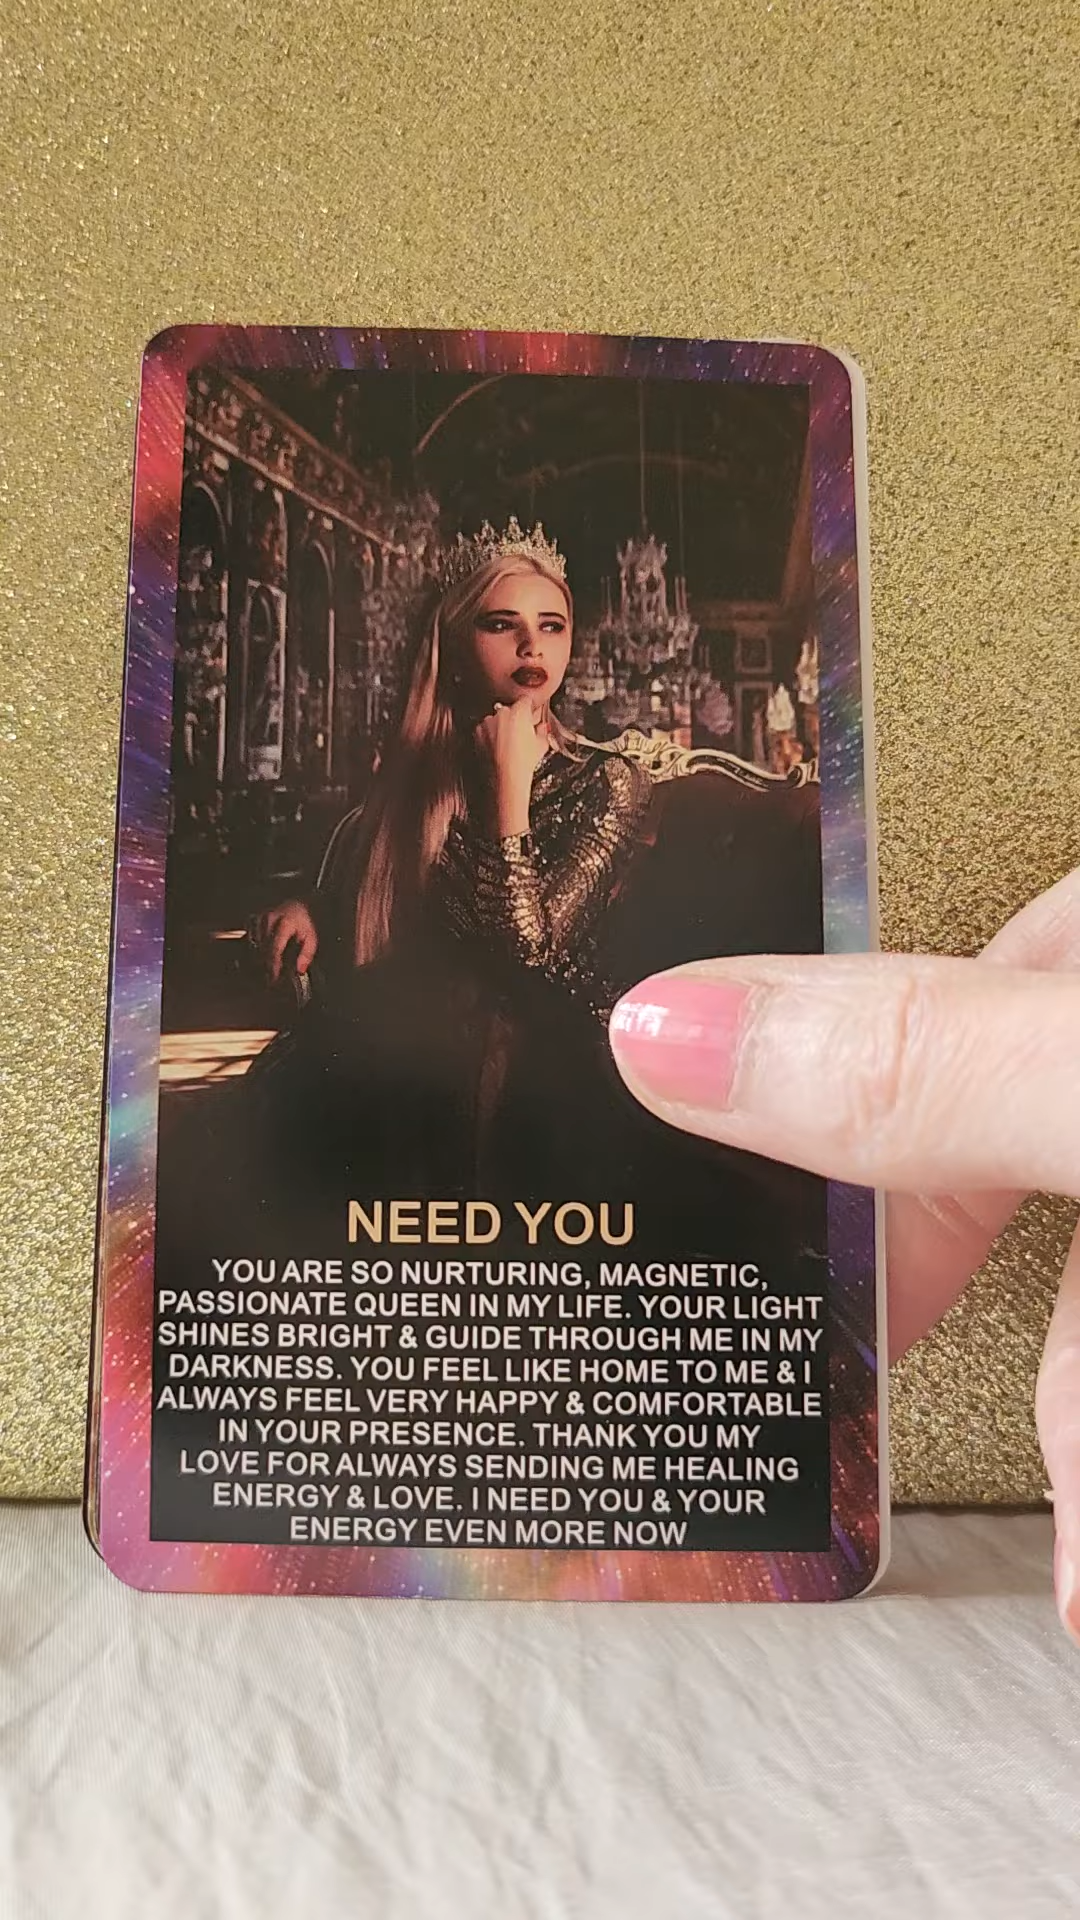 NEED YOU
YOU ARE SO NURTURING, MAGNETIC,
PASSIONATE QUEEN IN MY LIFE. YOUR LIGHT
SHINES BRIGHT & GUIDE THROUGH ME IN MY
DARKNESS. YOU FEEL LIKE HOME TO ME & I
ALWAYS FEEL VERY HAPPY & COMFORTABLE
IN YOUR PRESENCE. THANK YOU MY
LOVE FOR ALWAYS SENDING ME HEALING
ENERGY & LOVE. I NEED YOU & YOUR
ENERGY EVEN MORE NOW